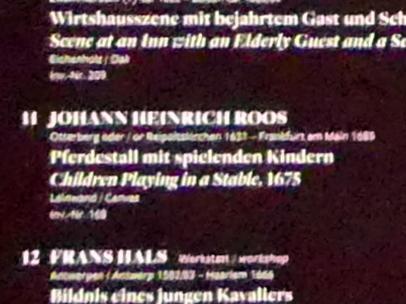 Wirtshausszene mit bejahrtem Gast und Sch
Scene at an Inn with an Elderly Guest and a Se
Eichenholz / Oak
Inv.-Nr. 209
11 JOHANN HEINRICH ROOS
Otterberg oder / or Reipoltskirchen 1631 – Frankfurt am Main 1685
Pferdestall mit spielenden Kindern
Children Playing in a Stable, 1675
Leinwand / Canvas
Inv.-Nr. 168
12 FRANS HALS Werkstatt / workshop
Antwerpen / Antwerp 1582/83 – Haarlem 1666
Bildnis eines jungen Kavaliers